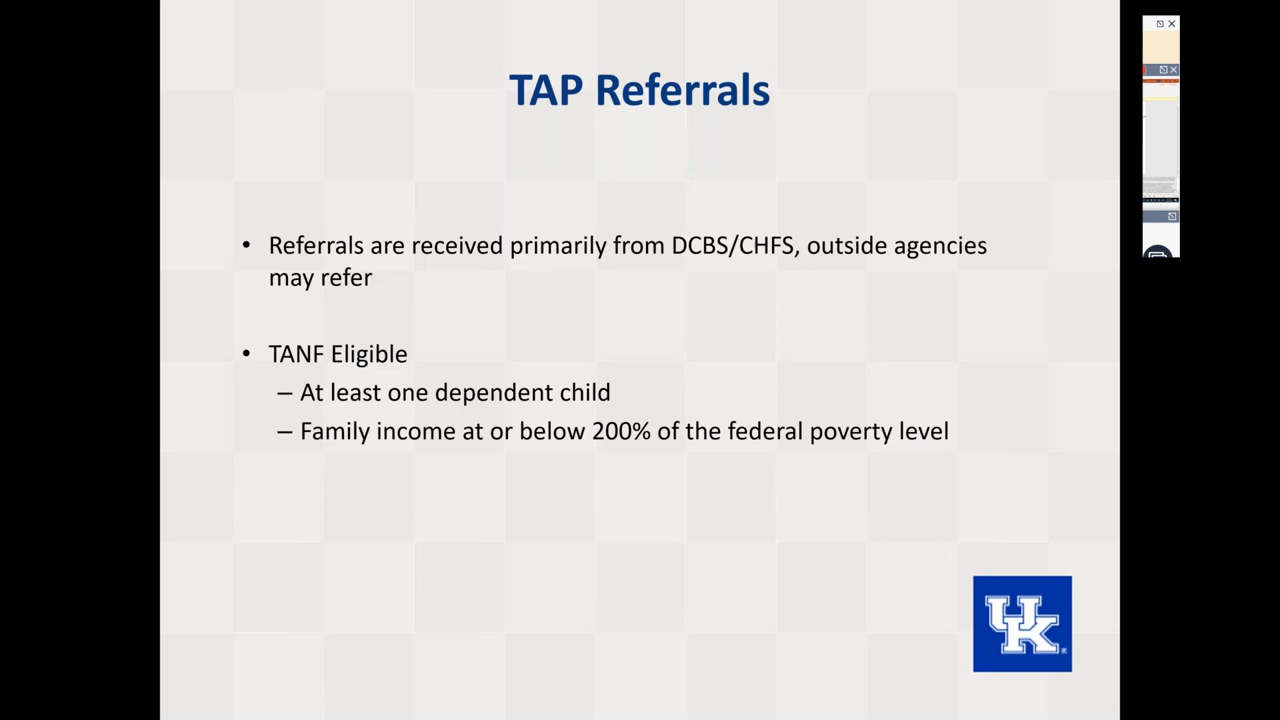 TAP Referrals
• Referrals are received primarily from DCBS/CHFS, outside agencies
may refer
• TANF Eligible
– At least one dependent child
– Family income at or below 200% of the federal poverty level
UK